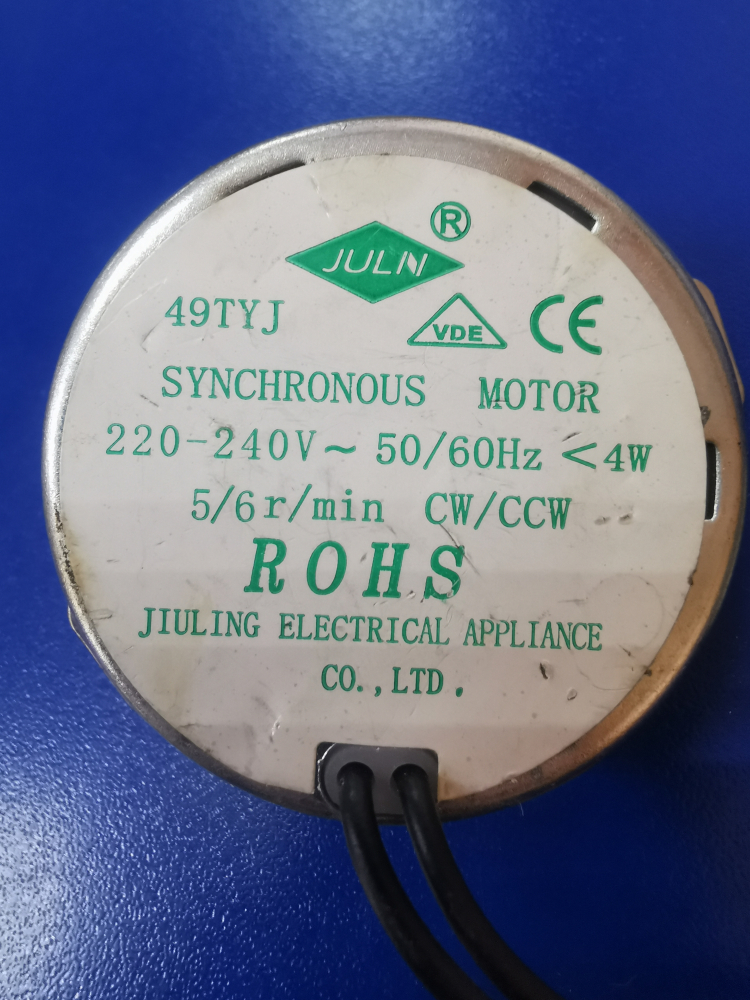 JULIN ®
49TYJ VDE CE
SYNCHRONOUS MOTOR
220-240V~ 50/60Hz <4W
5/6r/min CW/CCW
ROHS
JIULING ELECTRICAL APPLIANCE
CO.,LTD.